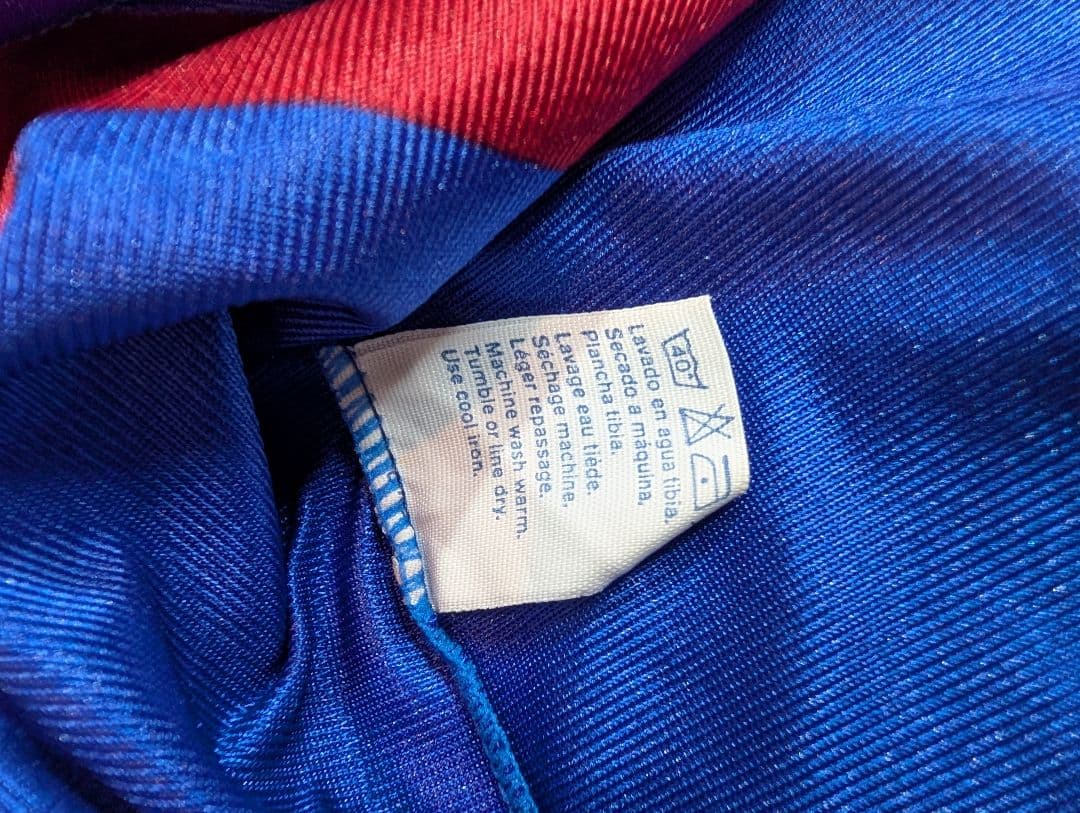 40
Lavado en agua tibia.
Secado a máquina,
Plancha tibia.
Lavage eau tiède.
Séchage machine,
Léger repassage.
Machine wash warm.
Tumble or line dry.
Use cool iron.